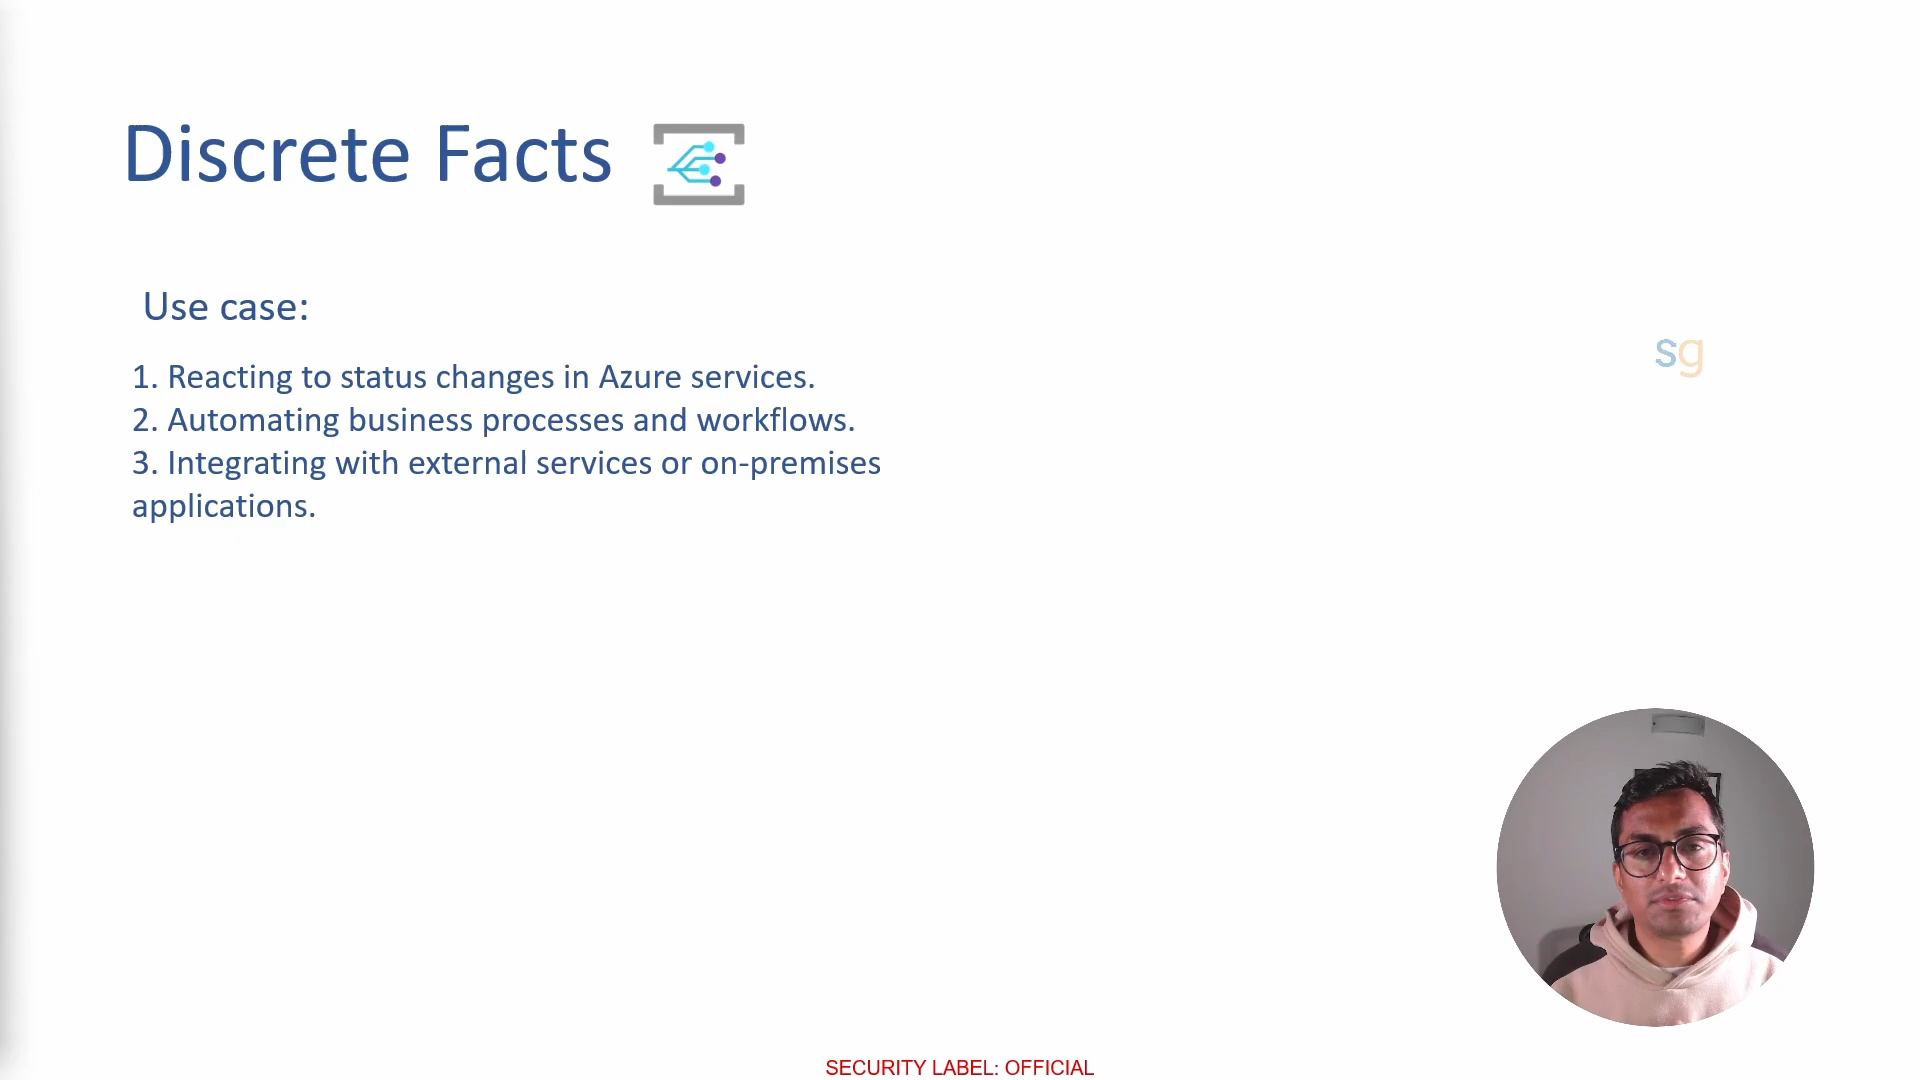 Discrete Facts
Use case:
1. Reacting to status changes in Azure services.
2. Automating business processes and workflows.
3. Integrating with external services or on-premises
applications.
sg
SECURITY LABEL: OFFICIAL